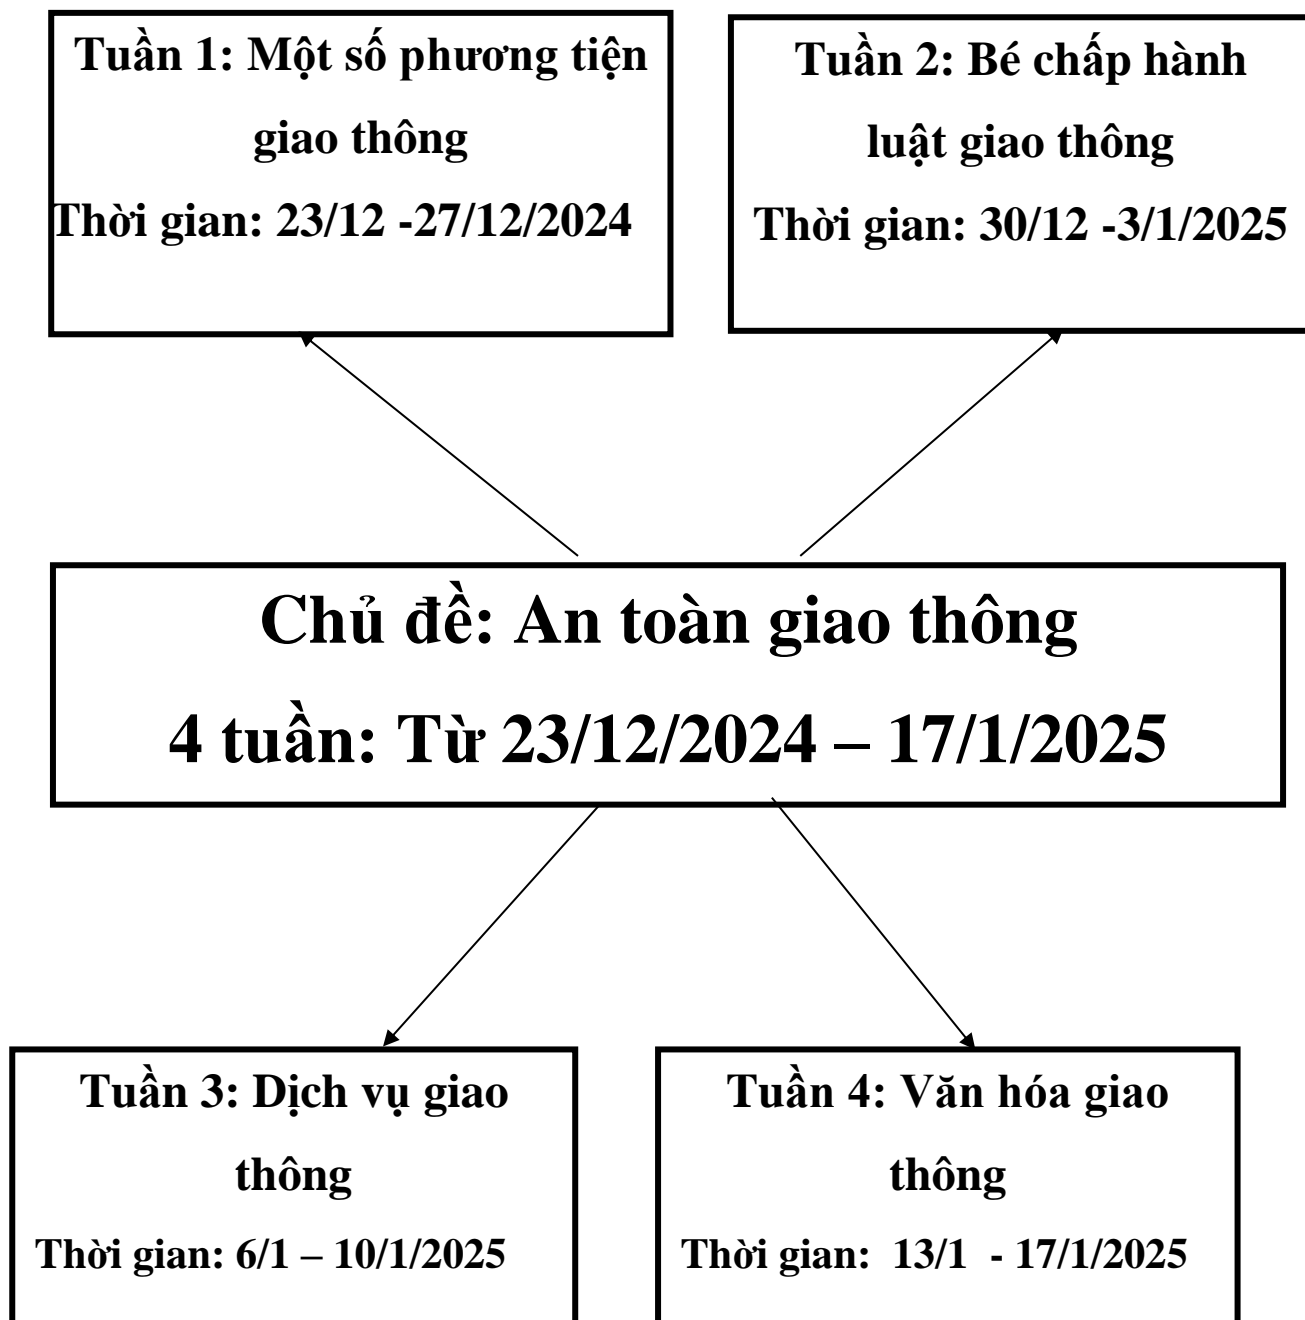 Tuần 1: Một số phương tiện
giao thông
Thời gian: 23/12 -27/12/2024
Tuần 2: Bé chấp hành
luật giao thông
Thời gian: 30/12 -3/1/2025
Chủ đề: An toàn giao thông
4 tuần: Từ 23/12/2024 – 17/1/2025
Tuần 3: Dịch vụ giao
thông
Thời gian: 6/1 – 10/1/2025
Tuần 4: Văn hóa giao
thông
Thời gian: 13/1 - 17/1/2025